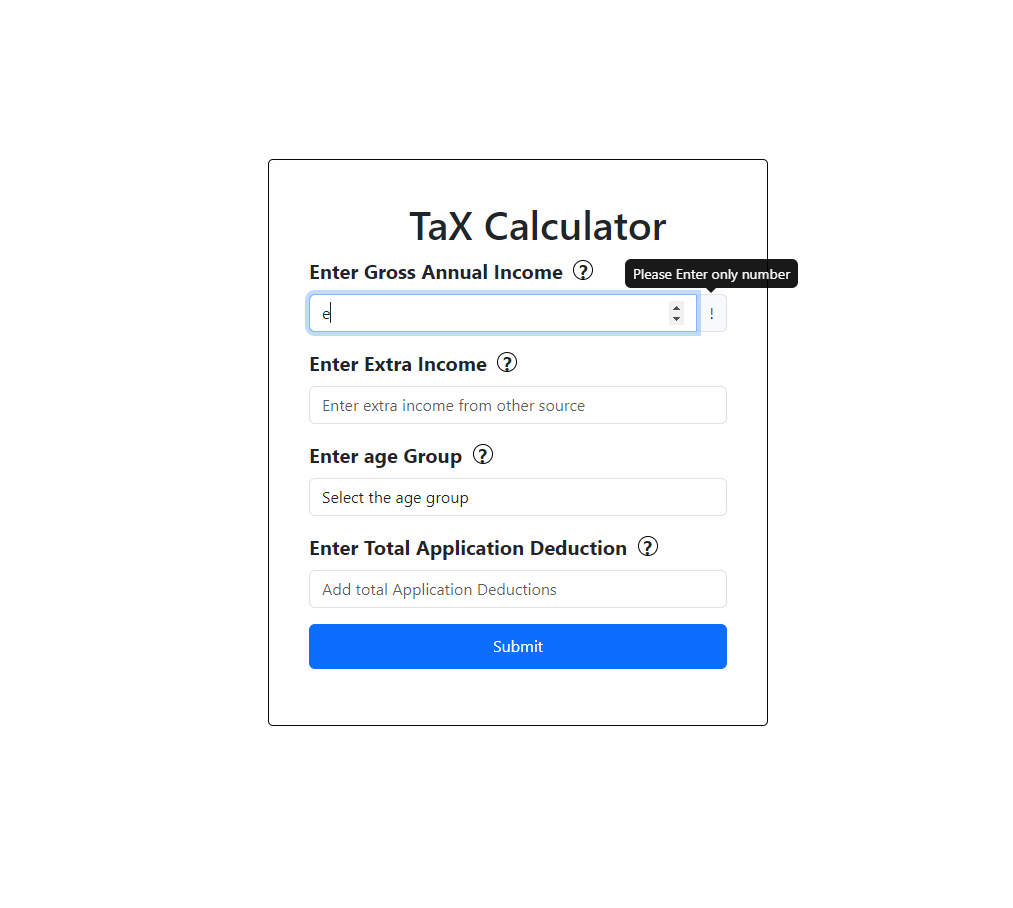 TaX Calculator
Enter Gross Annual Income ?
Please Enter only number
e
!
Enter Extra Income ?
Enter extra income from other source
Enter age Group ?
Select the age group
Enter Total Application Deduction ?
Add total Application Deductions
Submit